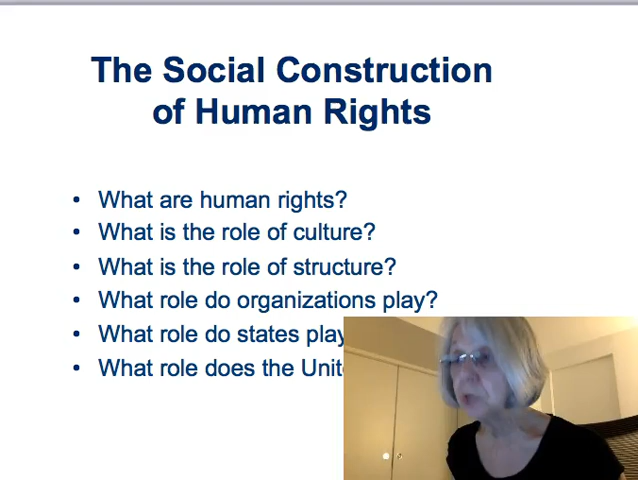 The Social Construction
of Human Rights
• What are human rights?
• What is the role of culture?
• What is the role of structure?
• What role do organizations play?
• What role do states play
• What role does the